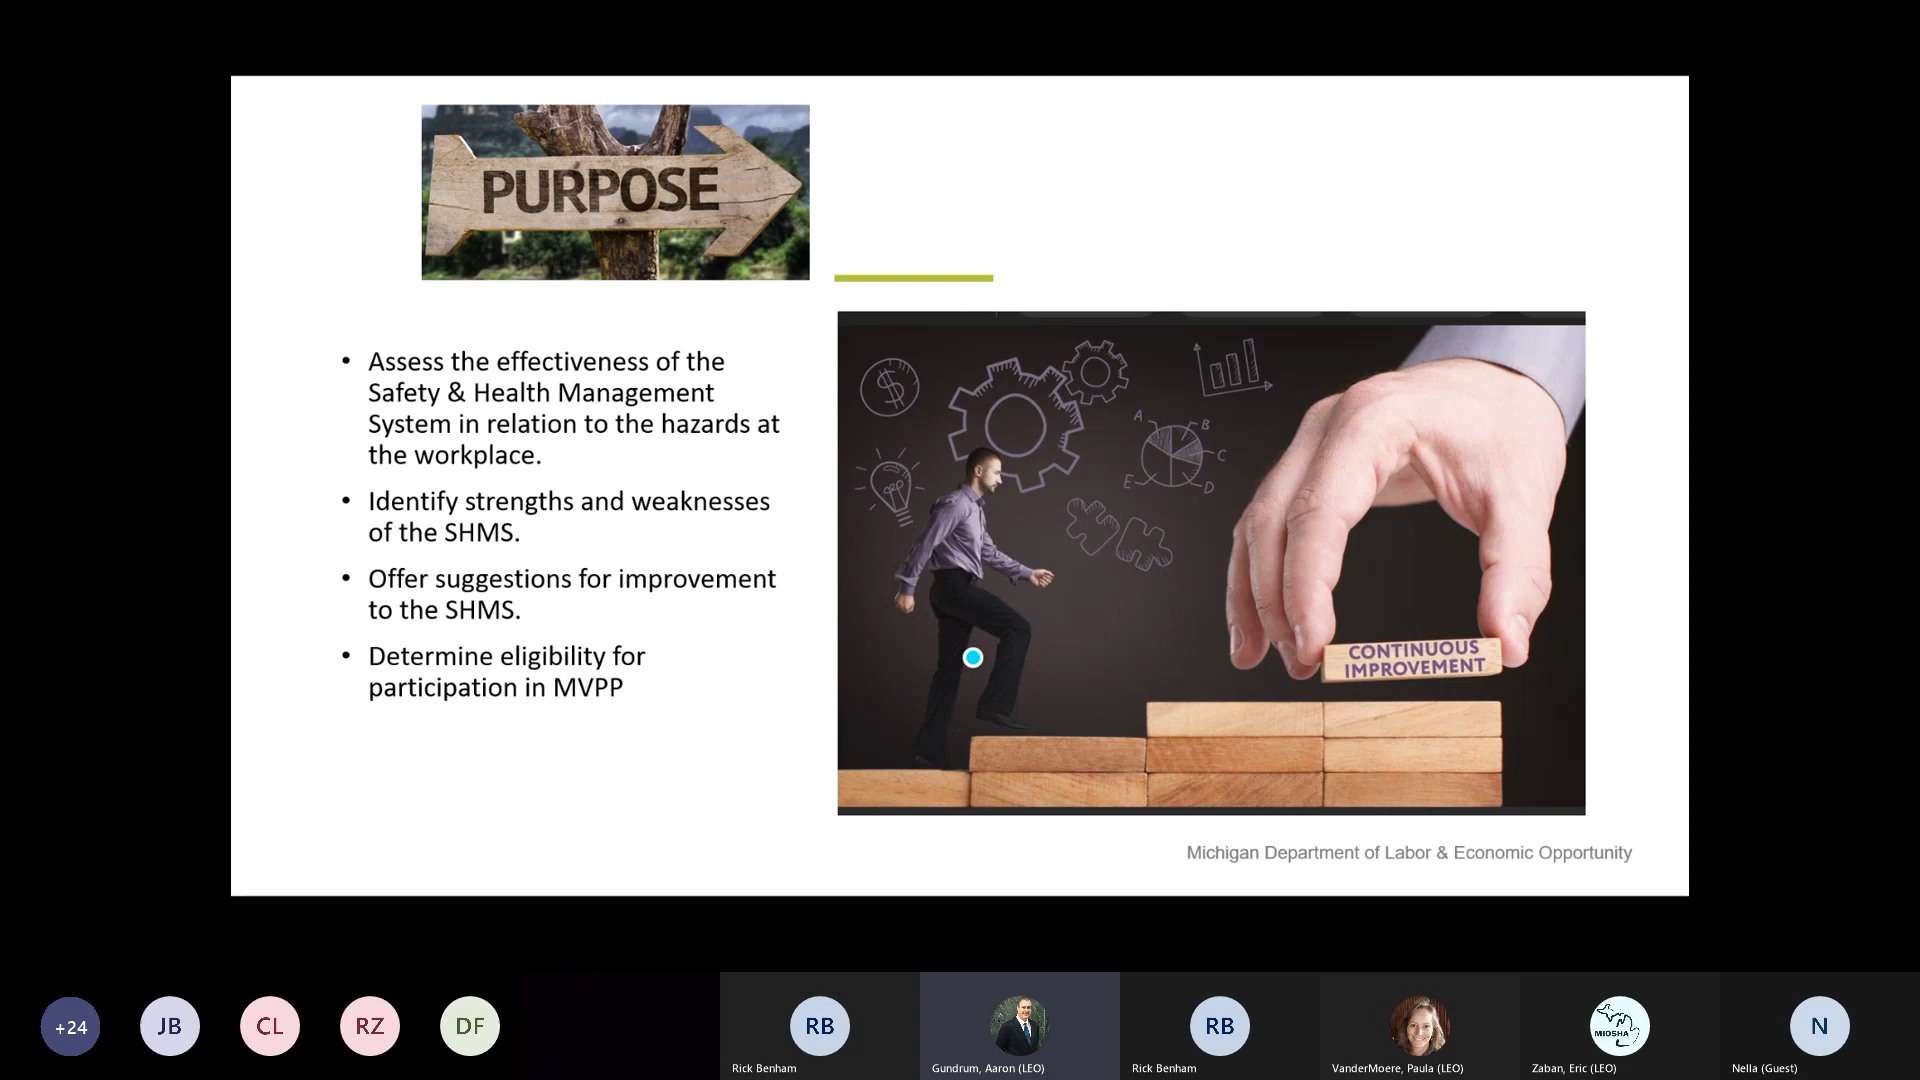 PURPOSE
• Assess the effectiveness of the
Safety & Health Management
System in relation to the hazards at
the workplace.
• Identify strengths and weaknesses
of the SHMS.
• Offer suggestions for improvement
to the SHMS.
• Determine eligibility for
participation in MVPP
$
A
B
C
D
E
CONTINUOUS
IMPROVEMENT
Michigan Department of Labor & Economic Opportunity
+24
JB
CL
RZ
DF
RB
Rick Benham
Gundrum, Aaron (LEO)
RB
Rick Benham
VanderMoere, Paula (LEO)
MIOSHA
Zaban, Eric (LEO)
N
Nella (Guest)